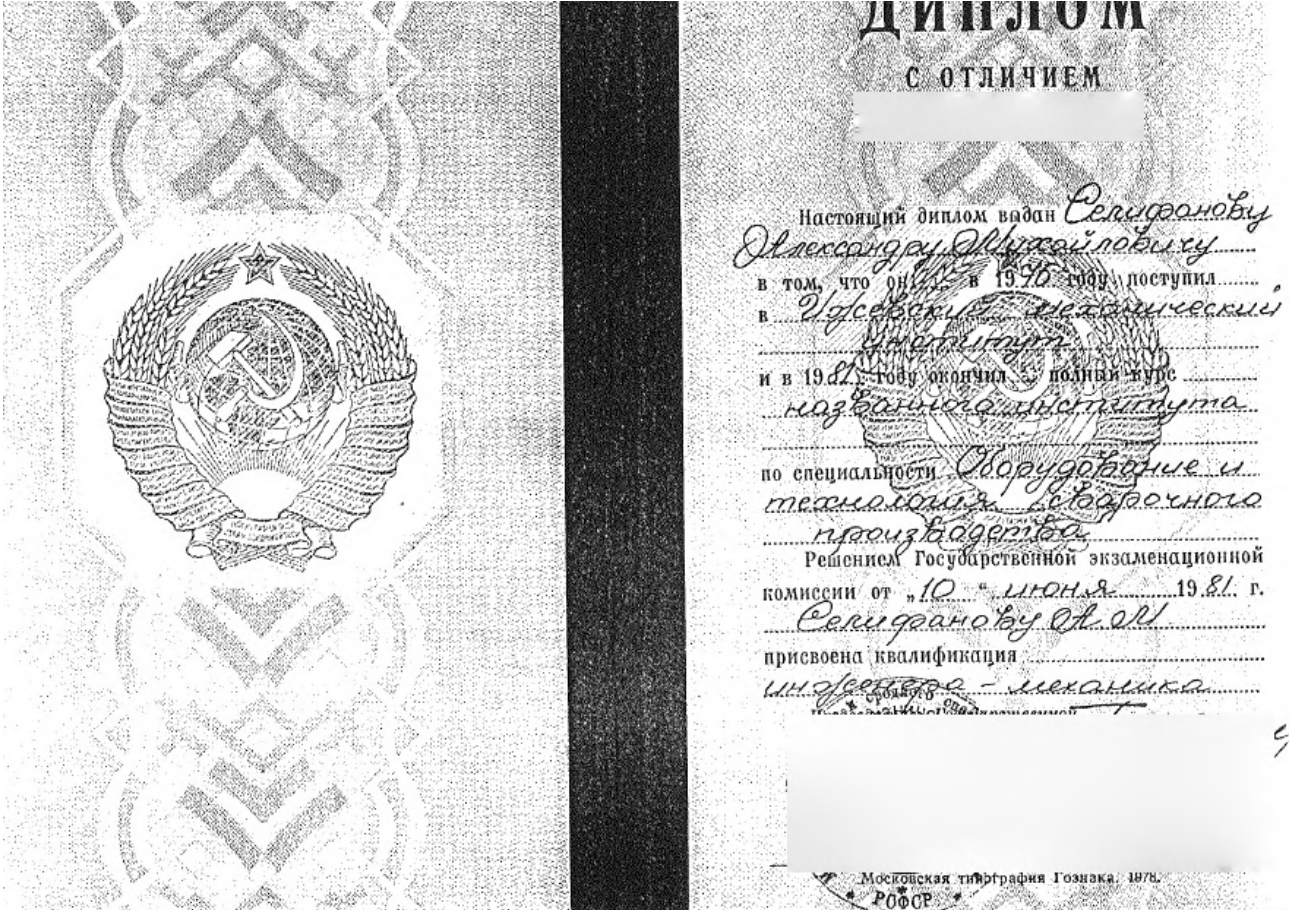 ДИПЛОМ
С ОТЛИЧИЕМ
Настоящий диплом выдан Селифанову
Александру Михайловичу
в том, что он в 1976 году поступил
в Ижевский механический
институт
и в 1981 году окончил полный курс
названного института
по специальности „Оборудование и
технология сварочного
производства“
Решением Государственной экзаменационной
комиссии от „10“ июня 1981 г.
Селифанову А. М
присвоена квалификация
инженера – механика
Московская типография Гознака. 1978.
РСФСР